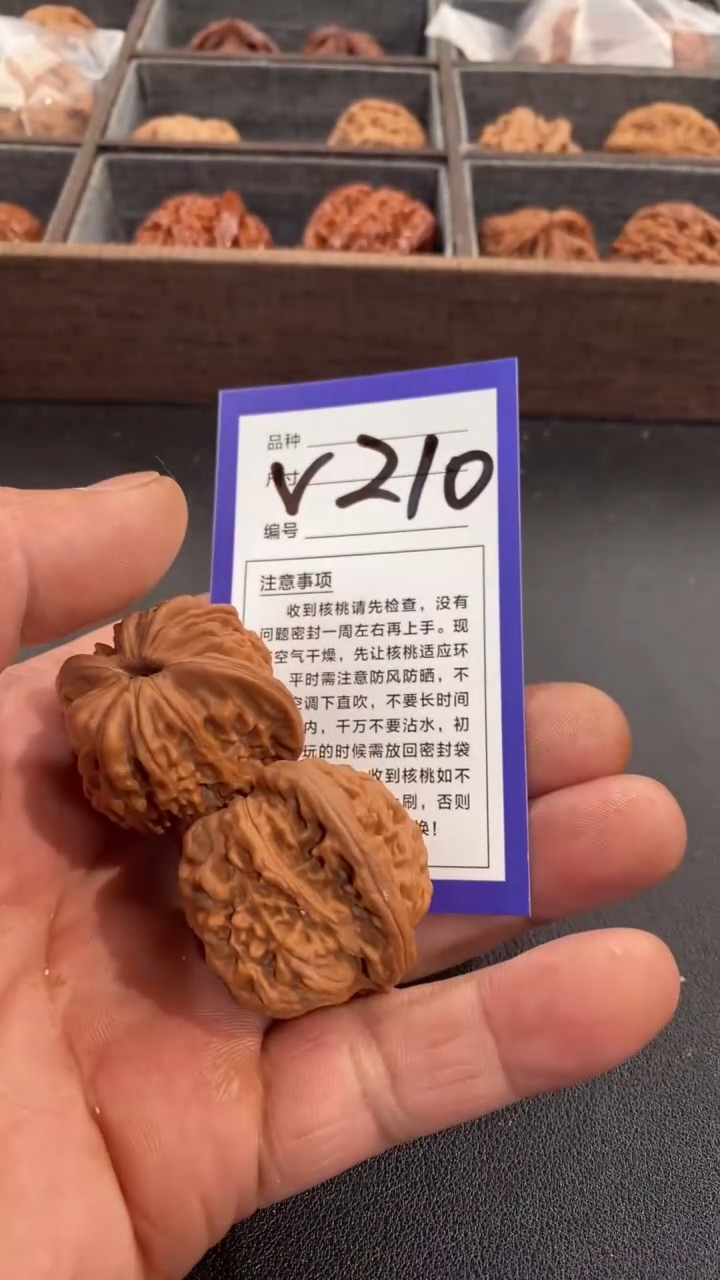 品种
尺寸
V210
编号
注意事项
收到核桃请先检查，没有
问题密封一周左右再上手。现
空气干燥，先让核桃适应环
平时需注意防风防晒，不
空调下直吹，不要长时间
内，千万不要沾水，初
玩的时候需放回密封袋
收到核桃如不
刷，否则
换！